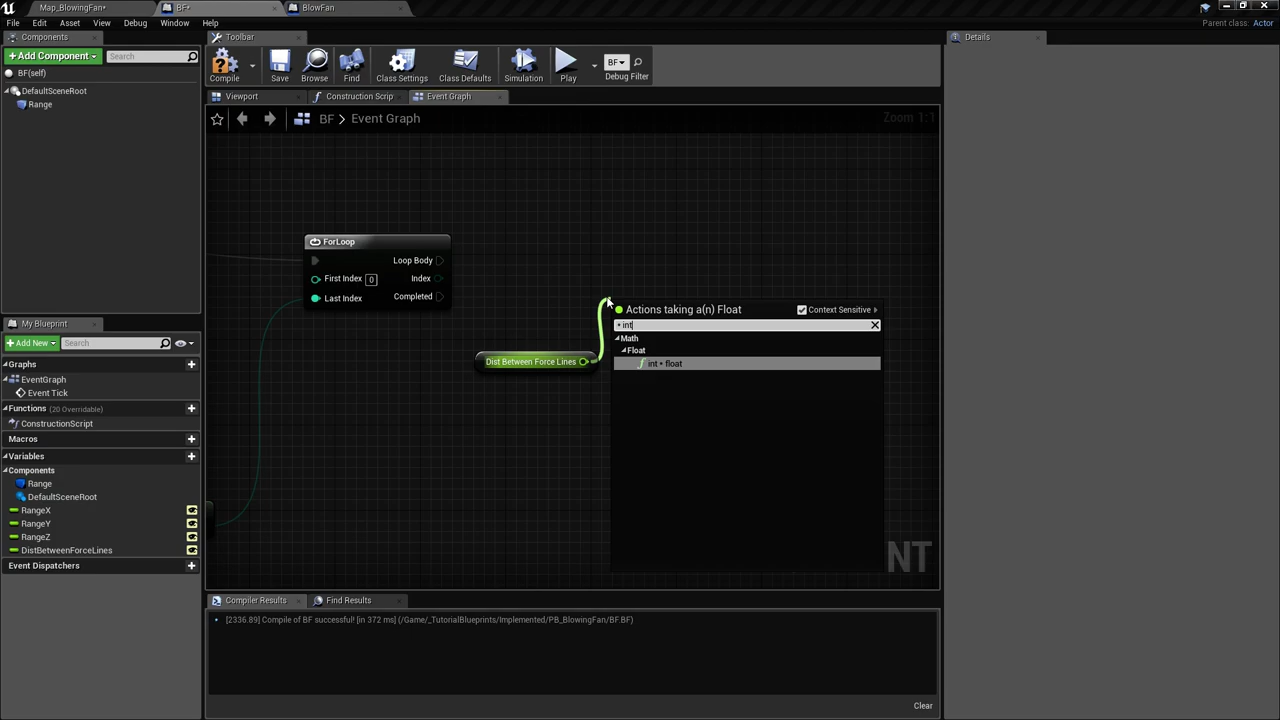 Map_BlowingFan*
BF*
BlowFan
File Edit Asset View Debug Window Help
Parent class: Actor
Components
Toolbar
Details
+Add Component
Search
BF(self)
DefaultSceneRoot
Range
Compile
Save
Browse
Find
Class Settings
Class Defaults
Simulation
Play
BF
Debug Filter
Viewport
Construction Scrip
Event Graph
BF > Event Graph
Zoom 1:1
ForLoop
Loop Body
First Index 0
Index
Last Index
Completed
Dist Between Force Lines
Actions taking a(n) Float
Context Sensitive
* int
Math
Float
int * float
NT
My Blueprint
+Add New
Search
Graphs
EventGraph
Event Tick
Functions (20 Overridable)
ConstructionScript
Macros
Variables
Components
Range
DefaultSceneRoot
RangeX
RangeY
RangeZ
DistBetweenForceLines
Event Dispatchers
Compiler Results
Find Results
[2336.89] Compile of BF successful! [in 372 ms] (/Game/_TutorialBlueprints/Implemented/PB_BlowingFan/BF.BF)
Clear